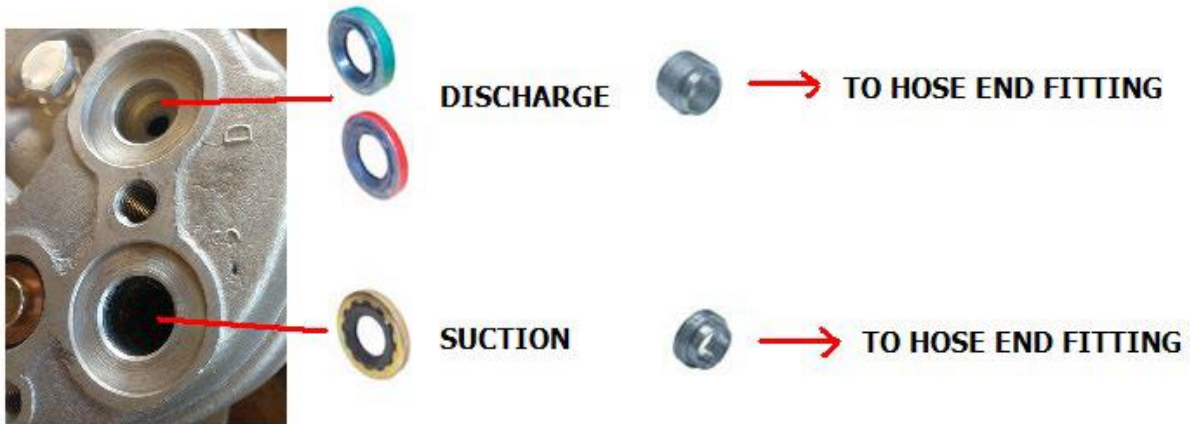 DISCHARGE
TO HOSE END FITTING
D
S
SUCTION
TO HOSE END FITTING